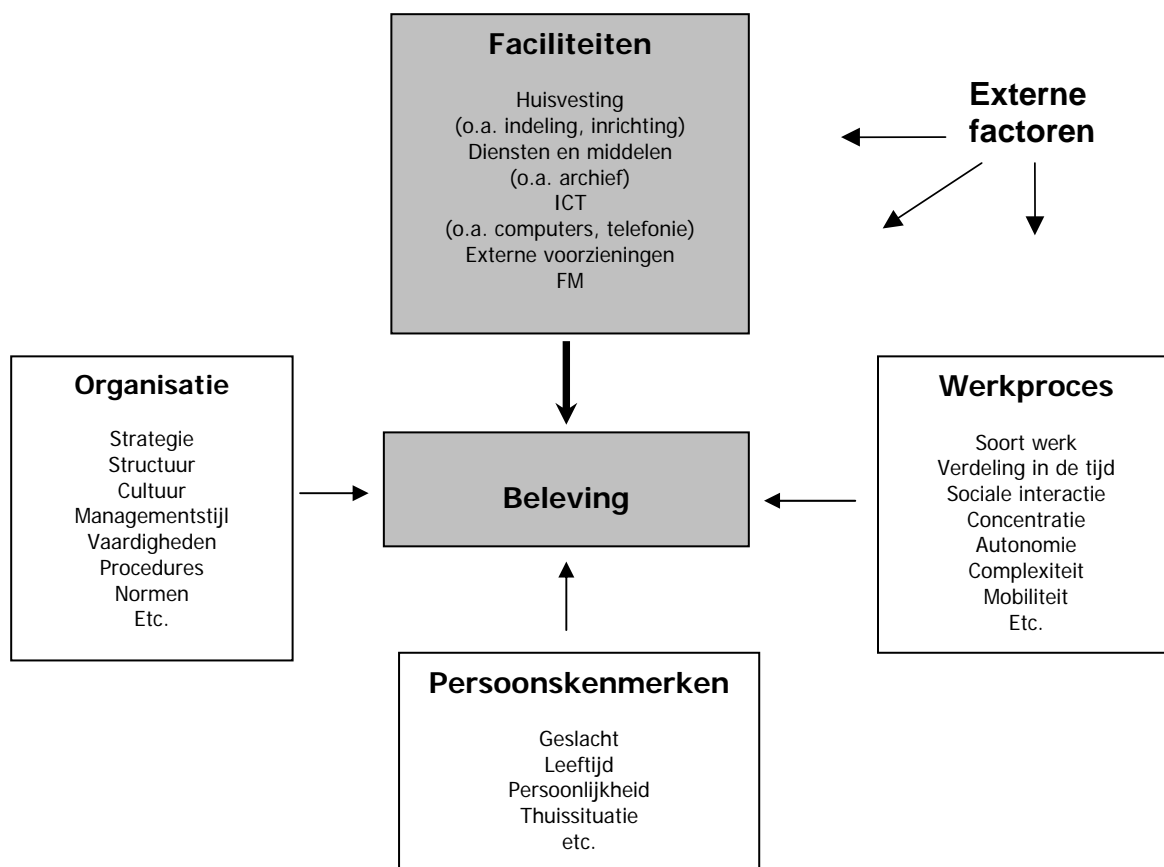 Faciliteiten
Huisvesting
(o.a. indeling, inrichting)
Diensten en middelen
(o.a. archief)
ICT
(o.a. computers, telefonie)
Externe voorzieningen
FM
Externe
factoren
Organisatie
Strategie
Structuur
Cultuur
Managementstijl
Vaardigheden
Procedures
Normen
Etc.
Beleving
Werkproces
Soort werk
Verdeling in de tijd
Sociale interactie
Concentratie
Autonomie
Complexiteit
Mobiliteit
Etc.
Persoonskenmerken
Geslacht
Leeftijd
Persoonlijkheid
Thuissituatie
etc.